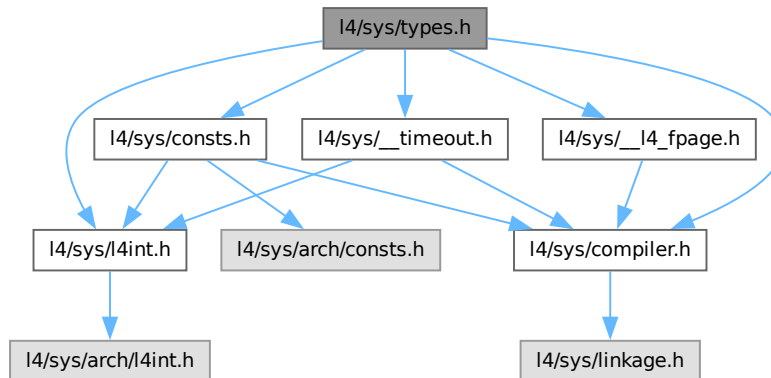 l4/sys/types.h
l4/sys/consts.h
l4/sys/__timeout.h
l4/sys/__l4_fpage.h
l4/sys/l4int.h
l4/sys/arch/consts.h
l4/sys/compiler.h
l4/sys/arch/l4int.h
l4/sys/linkage.h